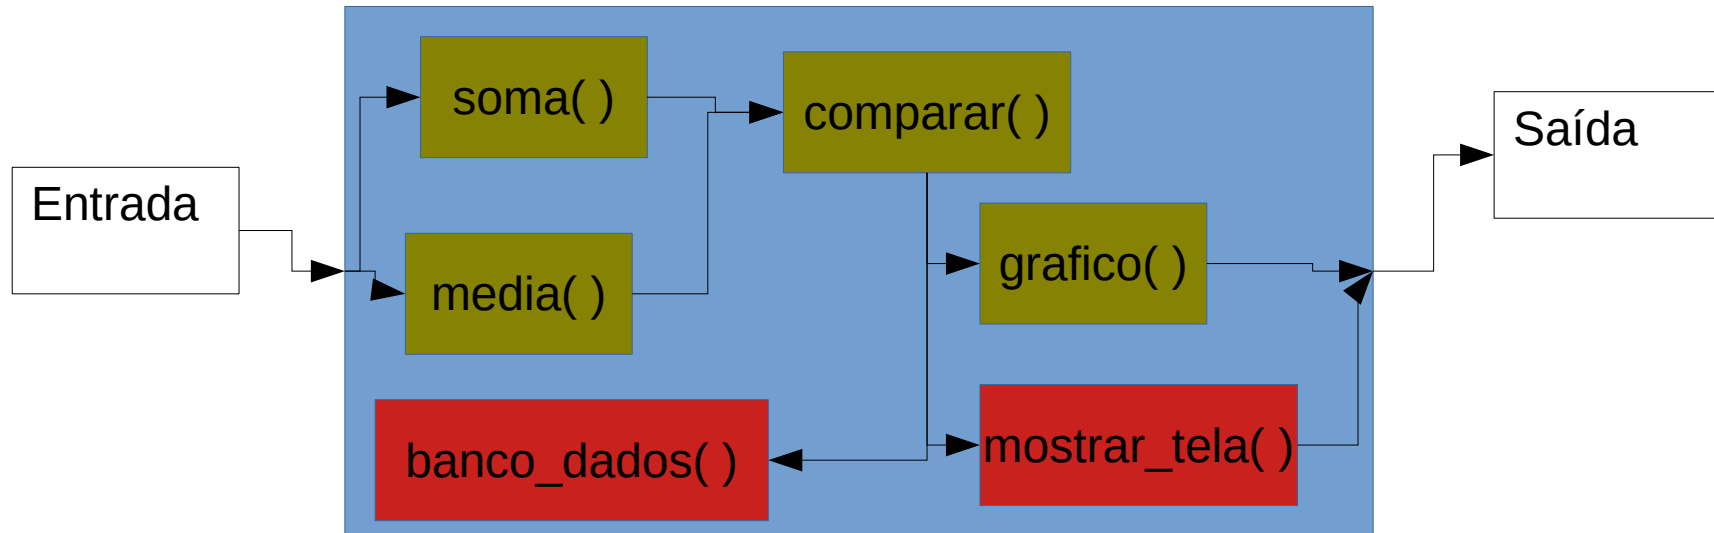 Entrada
soma( )
media( )
comparar( )
grafico( )
banco_dados( )
mostrar_tela( )
Saída